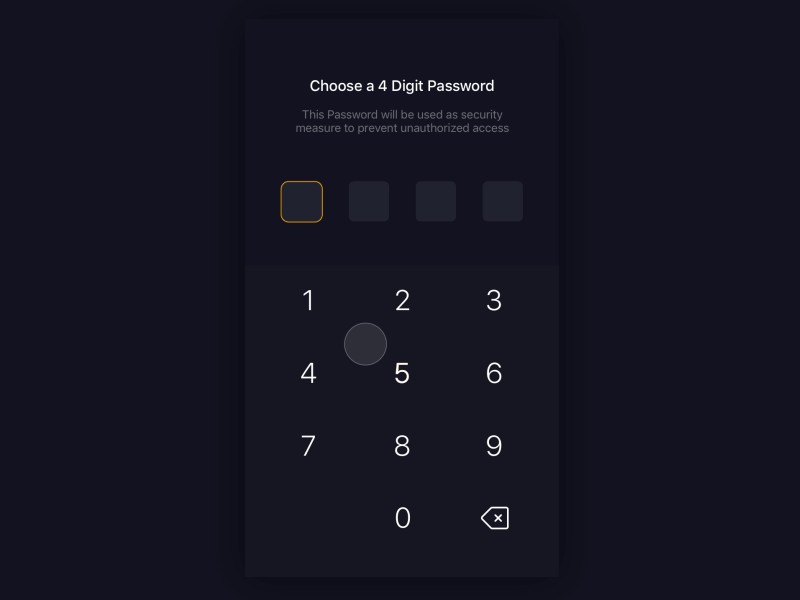 Choose a 4 Digit Password
This Password will be used as security
measure to prevent unauthorized access
1 2 3
4 5 6
7 8 9
0